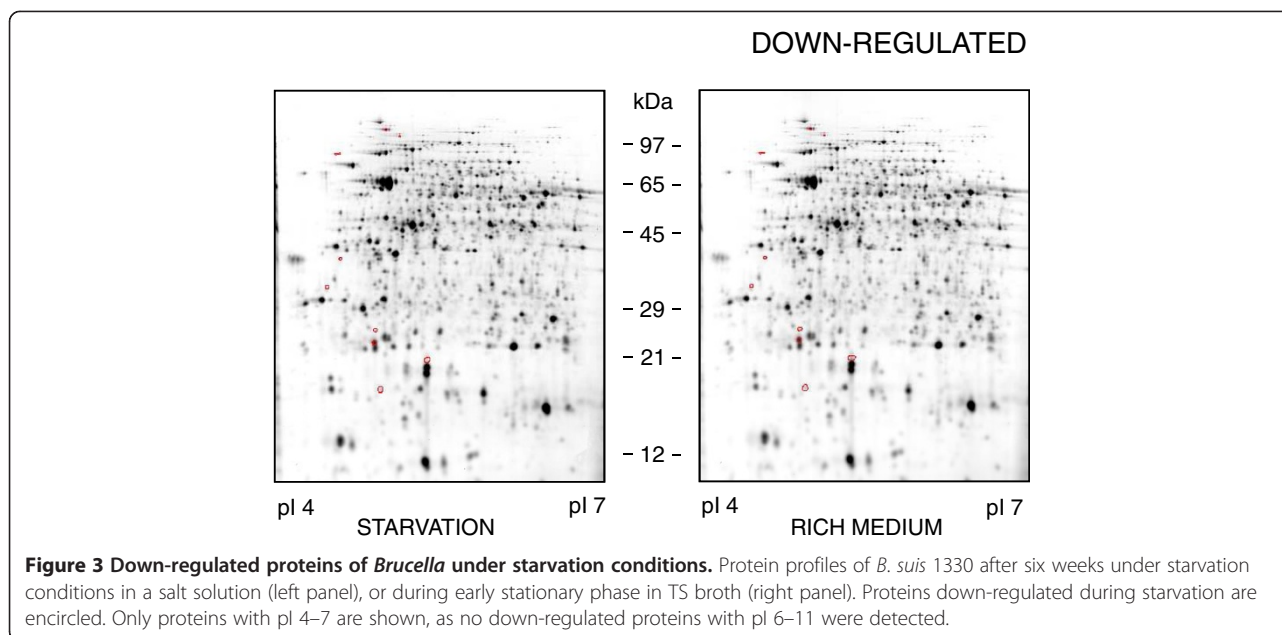 DOWN-REGULATED
kDa
– 97 –
– 65 –
– 45 –
– 29 –
– 21 –
– 12 –
pI 4 pI 7 pI 4 pI 7
STARVATION RICH MEDIUM
Figure 3 Down-regulated proteins of Brucella under starvation conditions. Protein profiles of B. suis 1330 after six weeks under starvation
conditions in a salt solution (left panel), or during early stationary phase in TS broth (right panel). Proteins down-regulated during starvation are
encircled. Only proteins with pI 4–7 are shown, as no down-regulated proteins with pI 6–11 were detected.